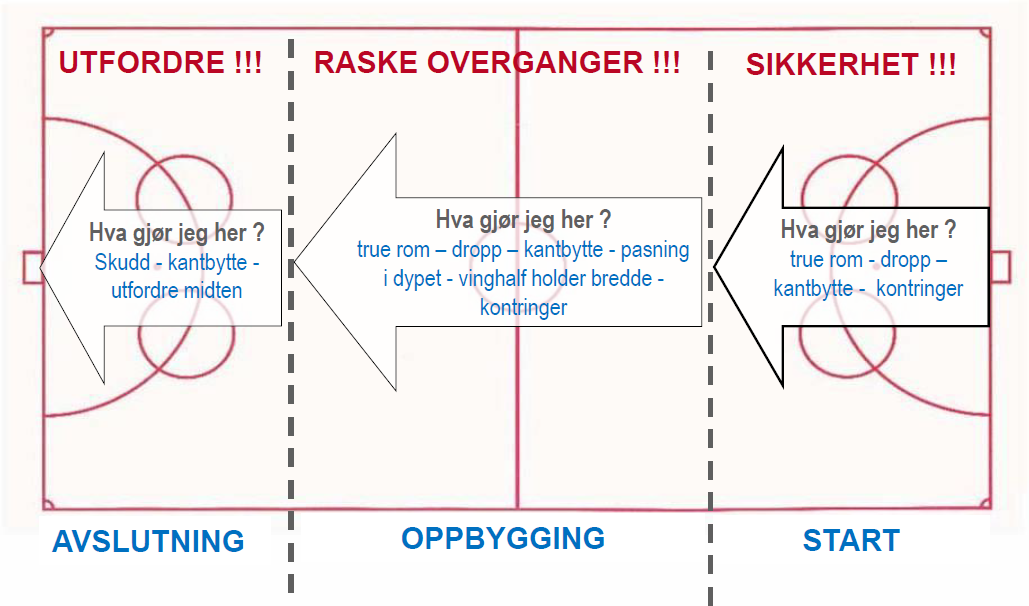 UTFORDRE !!!
RASKE OVERGANGER !!!
SIKKERHET !!!
Hva gjør jeg her ?
Skudd - kantbytte -
utfordre midten
Hva gjør jeg her ?
true rom – dropp – kantbytte - pasning
i dypet - vinghalf holder bredde -
kontringer
Hva gjør jeg her ?
true rom - dropp –
kantbytte - kontringer
AVSLUTNING
OPPBYGGING
START